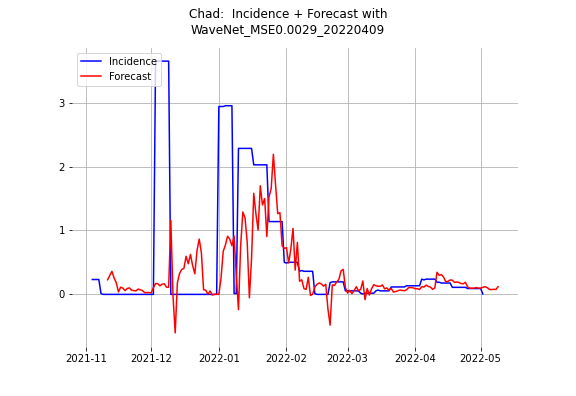 Chad:  Incidence + Forecast with
WaveNet_MSE0.0029_20220409
Incidence
Forecast
3
2
1
0
2021-11
2021-12
2022-01
2022-02
2022-03
2022-04
2022-05